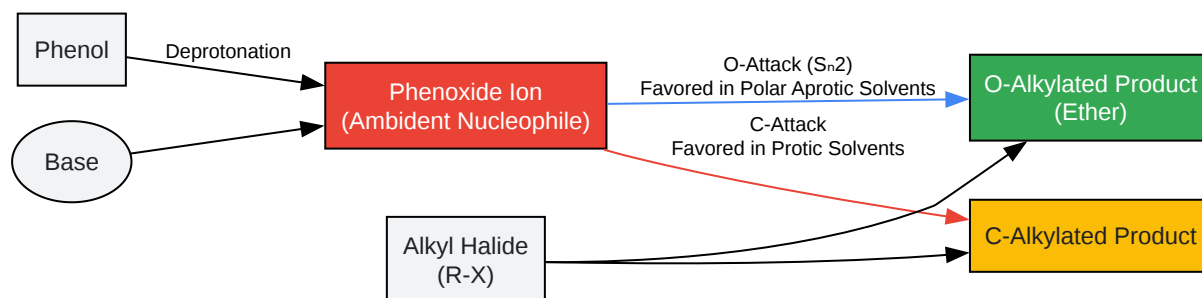 Phenol
Deprotonation
Base
Phenoxide Ion
(Ambident Nucleophile)
O-Attack (Sₙ2)
Favored in Polar Aprotic Solvents
C-Attack
Favored in Protic Solvents
Alkyl Halide
(R-X)
O-Alkylated Product
(Ether)
C-Alkylated Product